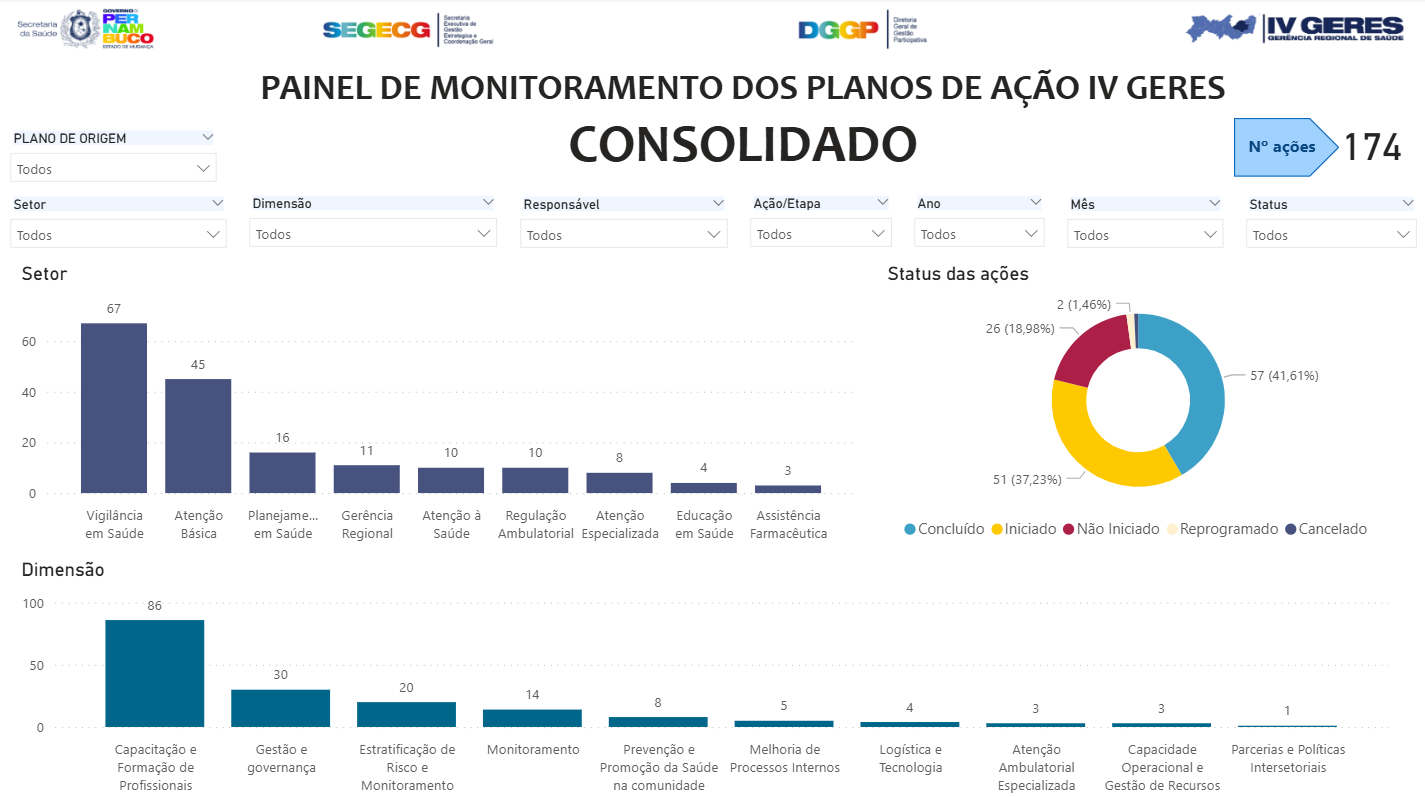 Secretaria
da Saúde
GOVERNO DE
PER
NAM
BUCO
ESTADO DE MUDANÇA
SEGECG
Secretaria
Executiva de
Gestão
Estratégica e
Coordenação Geral
DGGP
Diretoria
Geral de
Gestão
Participativa
IV GERES
GERÊNCIA REGIONAL DE SAÚDE
PAINEL DE MONITORAMENTO DOS PLANOS DE AÇÃO IV GERES
CONSOLIDADO
PLANO DE ORIGEM
Todos
Nº ações
174
Setor
Todos
Dimensão
Todos
Responsável
Todos
Ação/Etapa
Todos
Ano
Todos
Mês
Todos
Status
Todos
Setor
60
40
20
0
67
45
16
11
10
10
8
4
3
Vigilância
em Saúde
Atenção
Básica
Planejame...
em Saúde
Gerência
Regional
Atenção à
Saúde
Regulação
Ambulatorial
Atenção
Especializada
Educação
em Saúde
Assistência
Farmacêutica
Status das ações
2 (1,46%)
26 (18,98%)
57 (41,61%)
51 (37,23%)
Concluído
Iniciado
Não Iniciado
Reprogramado
Cancelado
Dimensão
100
50
0
86
30
20
14
8
5
4
3
3
1
Capacitação e
Formação de
Profissionais
Gestão e
governança
Estratificação de
Risco e
Monitoramento
Monitoramento
Prevenção e
Promoção da Saúde
na comunidade
Melhoria de
Processos Internos
Logística e
Tecnologia
Atenção
Ambulatorial
Especializada
Capacidade
Operacional e
Gestão de Recursos
Parcerias e Políticas
Intersetoriais